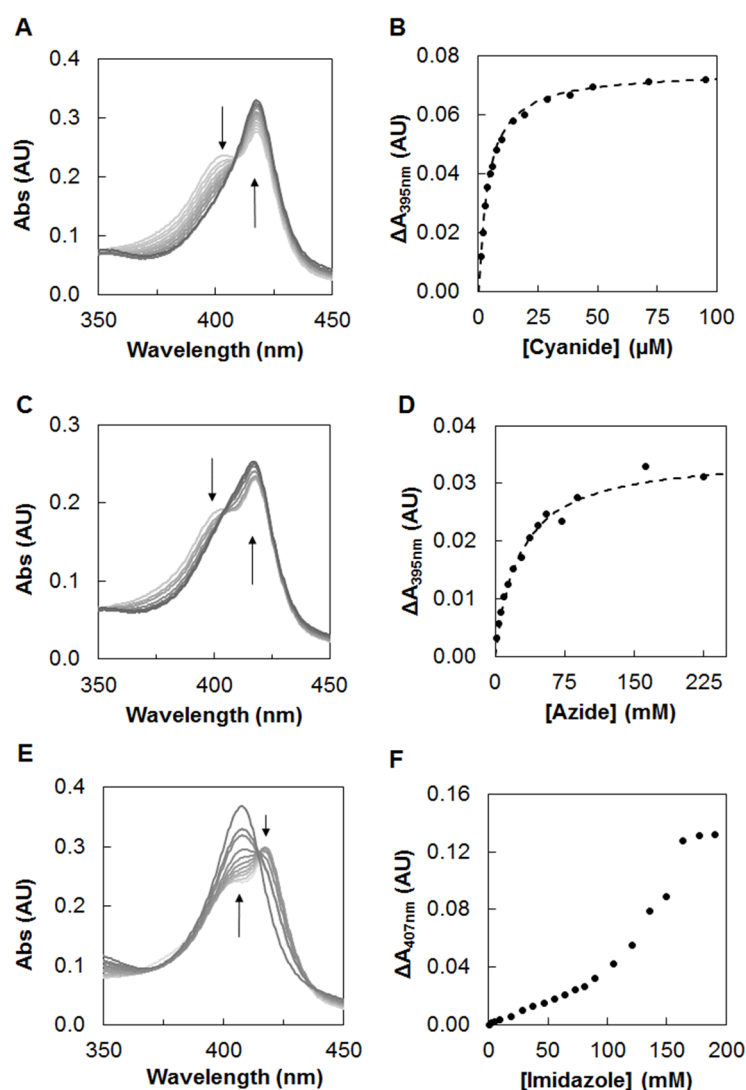 A
0.4
0.3
0.2
0.1
0.0
Abs (AU)
350 400 450
Wavelength (nm)
B
0.08
0.06
0.04
0.02
0.00
ΔA395nm (AU)
0 25 50 75 100
[Cyanide] (µM)
C
0.3
0.2
0.1
0.0
Abs (AU)
350 400 450
Wavelength (nm)
D
0.04
0.03
0.02
0.01
0.00
ΔA395nm (AU)
0 75 150 225
[Azide] (mM)
E
0.4
0.3
0.2
0.1
0.0
Abs (AU)
350 400 450
Wavelength (nm)
F
0.16
0.12
0.08
0.04
0.00
ΔA407nm (AU)
0 50 100 150 200
[Imidazole] (mM)